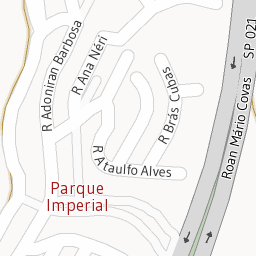 R Adoniran Barbosa
R Ana Néri
R Brás Cubas
R Ataulfo Alves
Parque
Imperial
SP 021
Roan Mário Covas